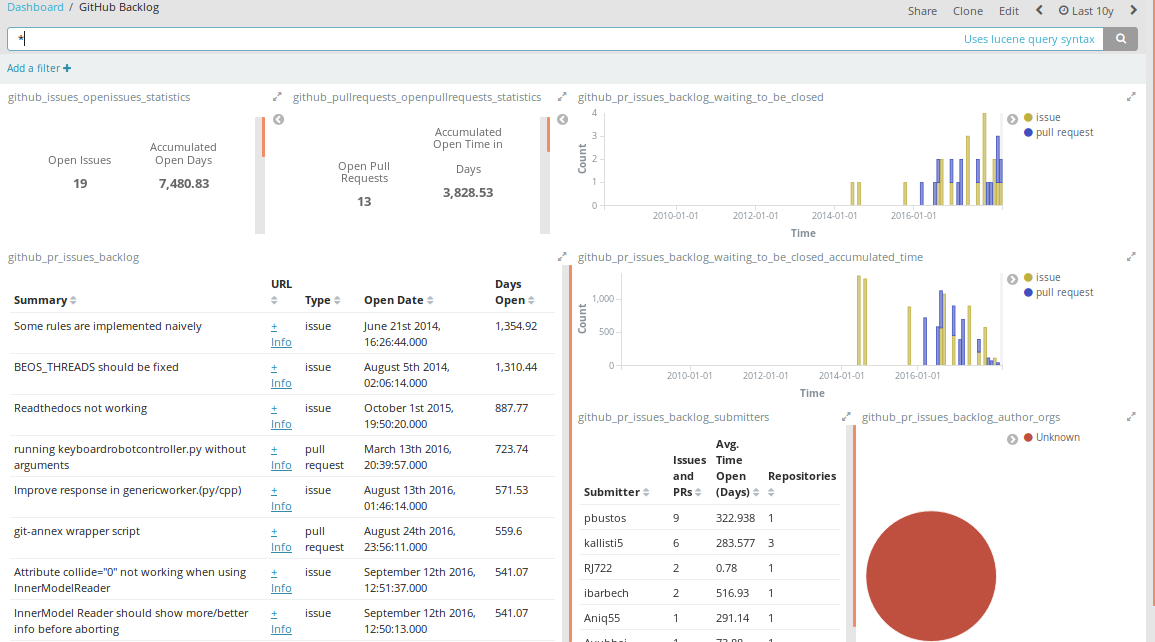 Dashboard / GitHub Backlog
Share Clone Edit Last 10y
*
Uses lucene query syntax
Add a filter +
github_issues_openissues_statistics
Open Issues
19
Accumulated
Open Days
7,480.83
github_pullrequests_openpullrequests_statistics
Open Pull
Requests
13
Accumulated
Open Time in
Days
3,828.53
github_pr_issues_backlog_waiting_to_be_closed
4
3
2
1
0
Count
2010-01-01 2012-01-01 2014-01-01 2016-01-01
Time
issue
pull request
github_pr_issues_backlog
Summary URL Type Open Date Days Open
Some rules are implemented naively + Info issue June 21st 2014, 16:26:44.000 1,354.92
BEOS_THREADS should be fixed + Info issue August 5th 2014, 02:06:14.000 1,310.44
Readthedocs not working + Info issue October 1st 2015, 19:50:20.000 887.77
running keyboardrobotcontroller.py without arguments + Info pull request March 13th 2016, 20:39:57.000 723.74
Improve response in genericworker.(py/cpp) + Info issue August 13th 2016, 01:46:14.000 571.53
git-annex wrapper script + Info pull request August 24th 2016, 23:56:11.000 559.6
Attribute collide="0" not working when using InnerModelReader + Info issue September 12th 2016, 12:51:37.000 541.07
InnerModel Reader should show more/better info before aborting + Info issue September 12th 2016, 12:50:13.000 541.07
github_pr_issues_backlog_waiting_to_be_closed_accumulated_time
1,000
500
0
Count
2010-01-01 2012-01-01 2014-01-01 2016-01-01
Time
issue
pull request
github_pr_issues_backlog_submitters
Submitter Issues and PRs Avg. Time Open (Days) Repositories
pbustos 9 322.938 1
kallisti5 6 283.577 3
RJ722 2 0.78 1
ibarbech 2 516.93 1
Aniq55 1 291.14 1
github_pr_issues_backlog_author_orgs
Unknown